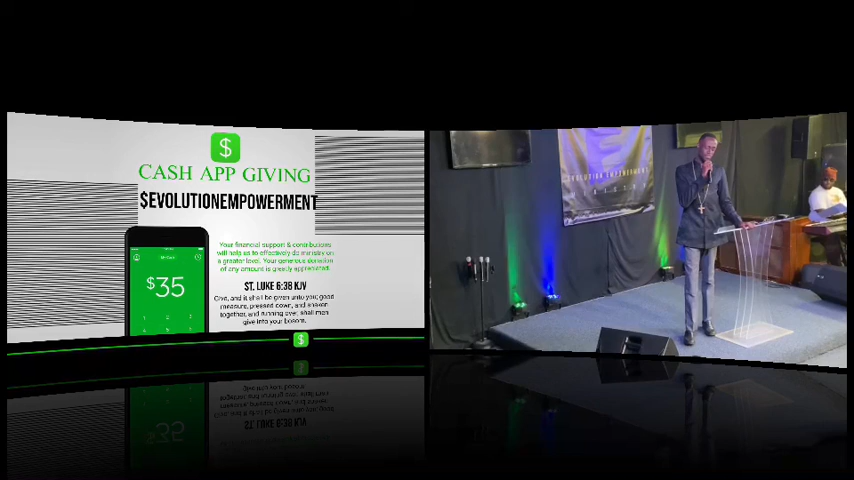 $
CASH APP GIVING
$EVOLUTIONEMPOWERMENT
$35
Your financial support & contributions
will help us to effectively do ministry on
a greater level. Your generous donation
of any amount is greatly appreciated.
ST. LUKE 6:38 KJV
Give, and it shall be given unto you; good
measure, pressed down, and shaken
together, and running over, shall men
give into your bosom.
$
EVOLUTION EMPOWERMENT
MINISTRY